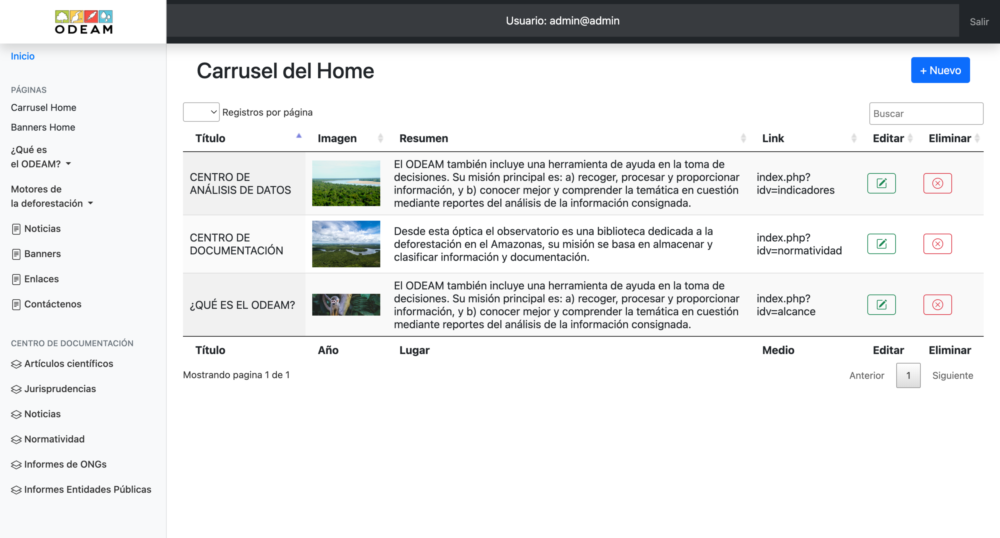 ODEAM
Usuario: admin@admin
Salir
Inicio
PÁGINAS
Carrusel Home
Banners Home
¿Qué es
el ODEAM?
Motores de
la deforestación
Noticias
Banners
Enlaces
Contáctenos
CENTRO DE DOCUMENTACIÓN
Artículos científicos
Jurisprudencias
Noticias
Normatividad
Informes de ONGs
Informes Entidades Públicas
Carrusel del Home
+ Nuevo
Registros por página
Buscar
Título Imagen Resumen Link Editar Eliminar
CENTRO DE
ANÁLISIS DE DATOS
El ODEAM también incluye una herramienta de ayuda en la toma de
decisiones. Su misión principal es: a) recoger, procesar y proporcionar
información, y b) conocer mejor y comprender la temática en cuestión
mediante reportes del análisis de la información consignada.
index.php?
idv=indicadores
CENTRO DE
DOCUMENTACIÓN
Desde esta óptica el observatorio es una biblioteca dedicada a la
deforestación en el Amazonas, su misión se basa en almacenar y
clasificar información y documentación.
index.php?
idv=normatividad
¿QUÉ ES EL ODEAM?
El ODEAM también incluye una herramienta de ayuda en la toma de
decisiones. Su misión principal es: a) recoger, procesar y proporcionar
información, y b) conocer mejor y comprender la temática en cuestión
mediante reportes del análisis de la información consignada.
index.php?
idv=alcance
Título Año Lugar Medio Editar Eliminar
Mostrando pagina 1 de 1
Anterior 1 Siguiente